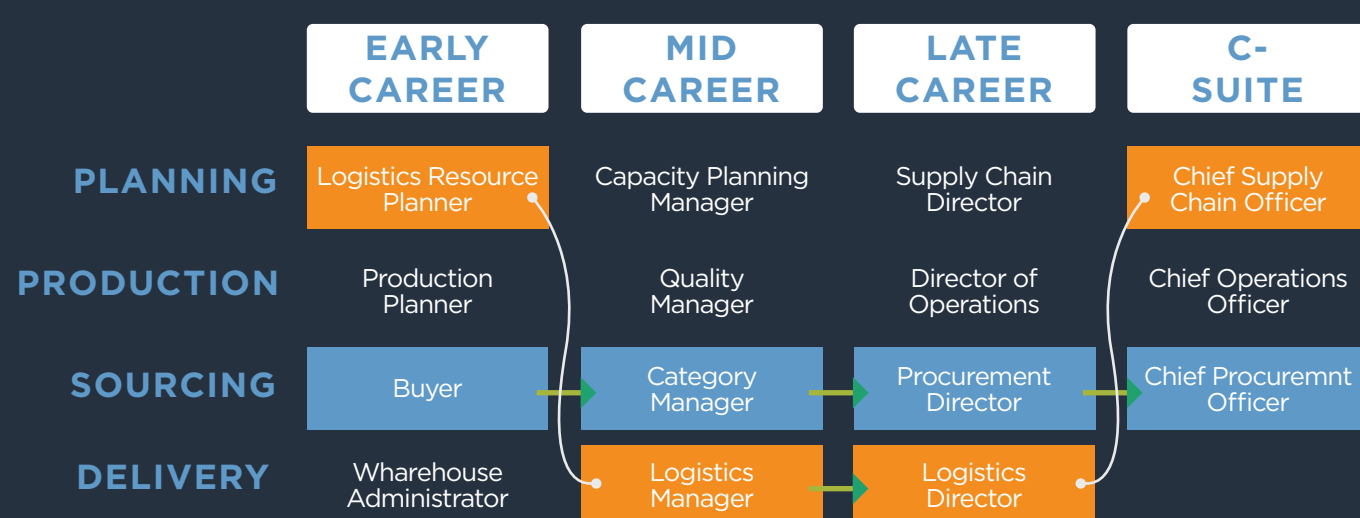 EARLY
CAREER
MID
CAREER
LATE
CAREER
C-
SUITE
PLANNING
Logistics Resource
Planner
Capacity Planning
Manager
Supply Chain
Director
Chief Supply
Chain Officer
PRODUCTION
Production
Planner
Quality
Manager
Director of
Operations
Chief Operations
Officer
SOURCING
Buyer
Category
Manager
Procurement
Director
Chief Procuremnt
Officer
DELIVERY
Wharehouse
Administrator
Logistics
Manager
Logistics
Director